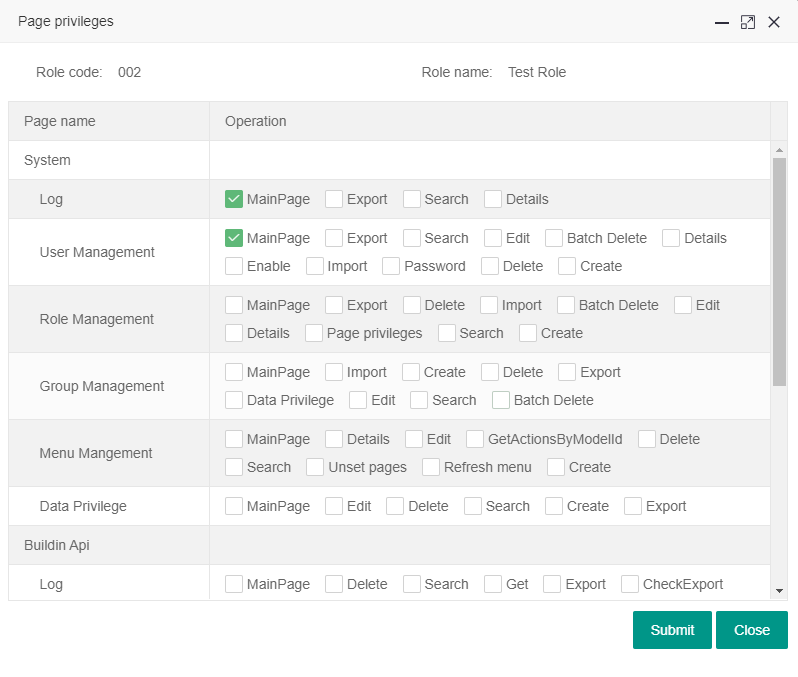 Page privileges
Role code: 002 Role name: Test Role
Page name Operation
System
Log MainPage Export Search Details
User Management MainPage Export Search Edit Batch Delete Details
Enable Import Password Delete Create
Role Management MainPage Export Delete Import Batch Delete Edit
Details Page privileges Search Create
Group Management MainPage Import Create Delete Export
Data Privilege Edit Search Batch Delete
Menu Mangement MainPage Details Edit GetActionsByModelId Delete
Search Unset pages Refresh menu Create
Data Privilege MainPage Edit Delete Search Create Export
Buildin Api
Log MainPage Delete Search Get Export CheckExport
Submit Close